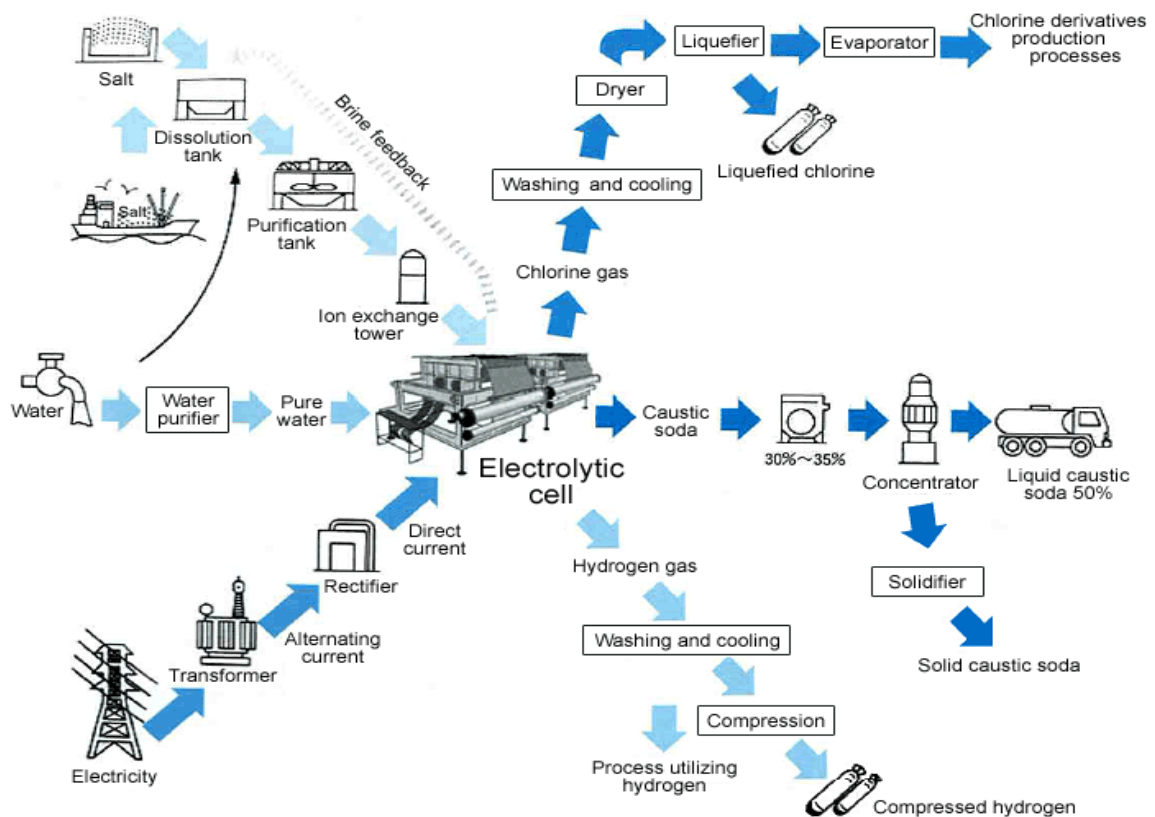 Salt
Dissolution
tank
Salt
Brine feedback
Purification
tank
Ion exchange
tower
Water
Water
purifier
Pure
water
Electrolytic
cell
Electricity
Transformer
Alternating
current
Rectifier
Direct
current
Chlorine gas
Washing and cooling
Dryer
Liquefier
Evaporator
Chlorine derivatives
production
processes
Liquefied chlorine
Caustic
soda
30%～35%
Concentrator
Liquid caustic
soda 50%
Solidifier
Solid caustic soda
Hydrogen gas
Washing and cooling
Compression
Process utilizing
hydrogen
Compressed hydrogen